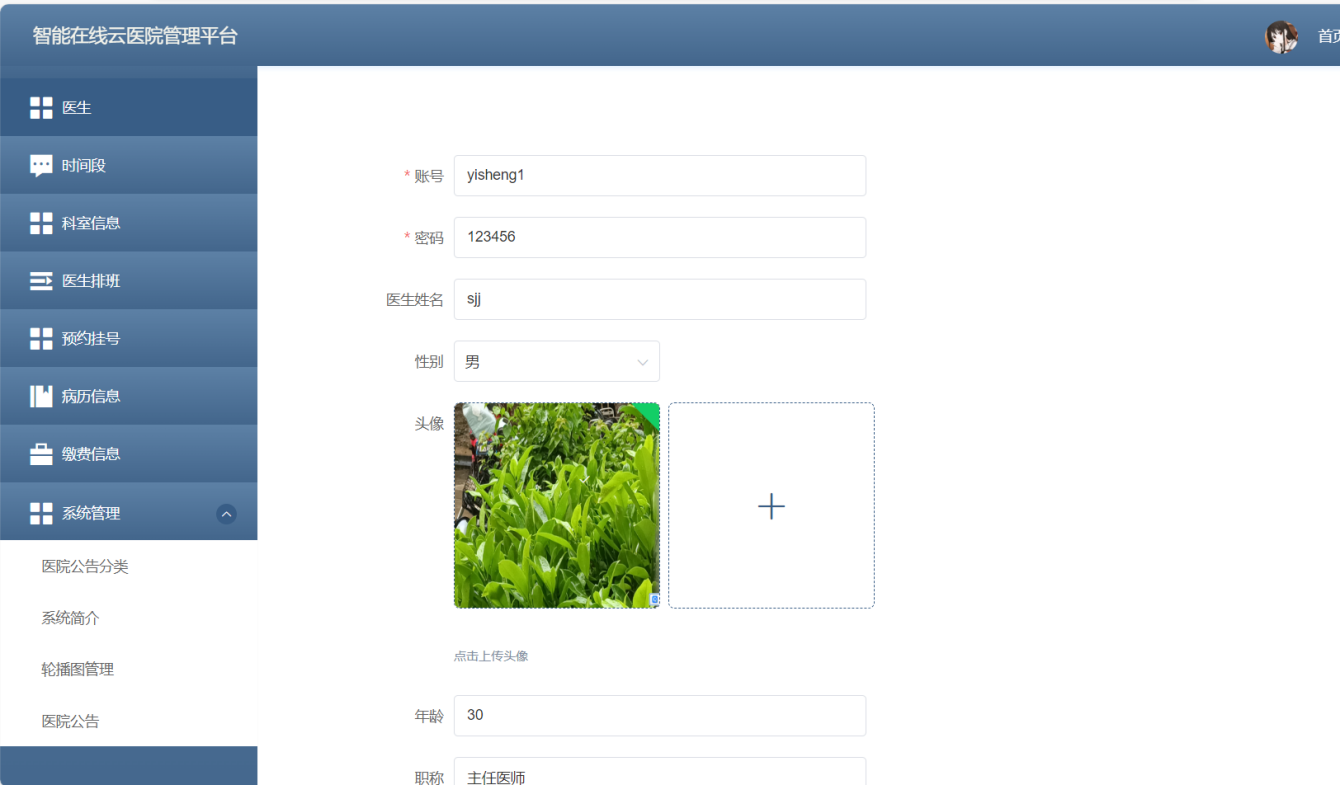 智能在线云医院管理平台
首页
医生
时间段
科室信息
医生排班
预约挂号
病历信息
缴费信息
系统管理
医院公告分类
系统简介
轮播图管理
医院公告
* 账号 yisheng1
* 密码 123456
医生姓名 sjj
性别 男
头像
点击上传头像
年龄 30
职称 主任医师